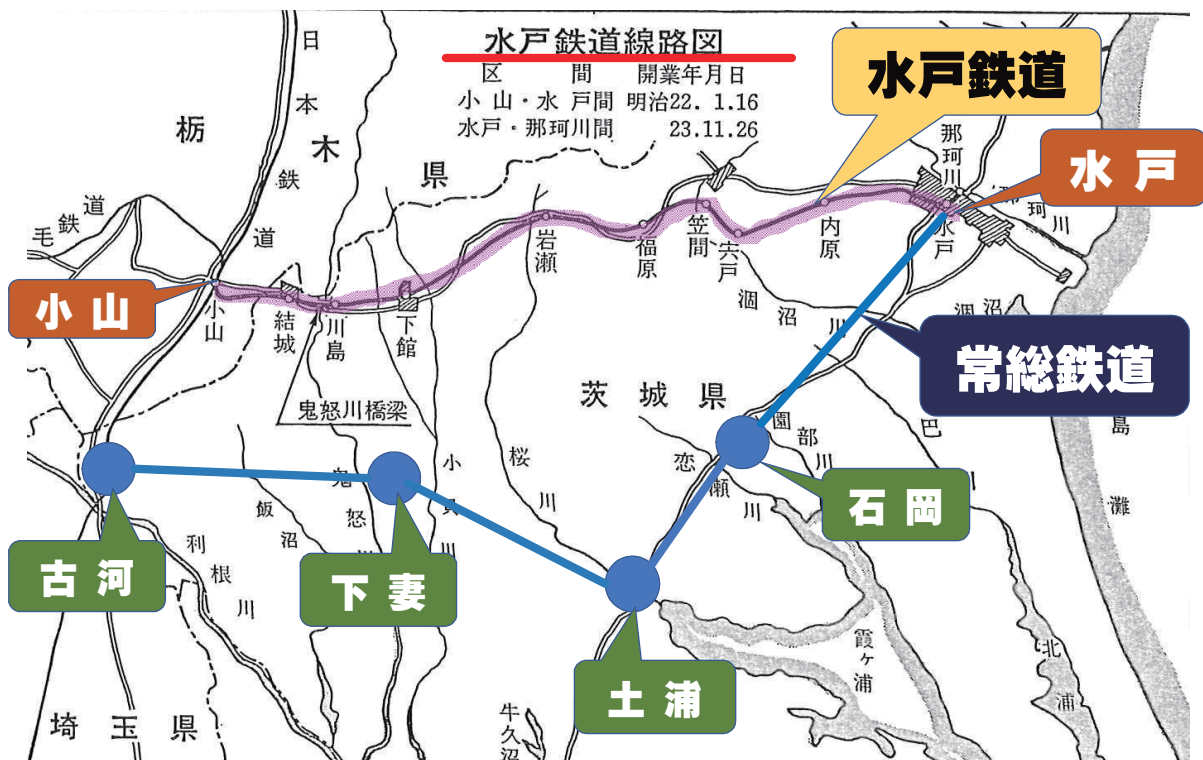 水戸鉄道線路図
区間 開業年月日
小山・水戸間 明治22.1.16
水戸・那珂川間 23.11.26
水戸鉄道
水戸
小山
常総鉄道
石岡
古河
下妻
土浦
栃木県
日本鉄道
毛鉄道
小山
結城
川島
下館
岩瀬
福原
笠間
宍戸
内原
水戸
那珂川
那珂川
涸沼川
涸沼
鬼怒川橋梁
茨城県
桜川
恋瀬川
園部川
巴川
島灘
小貝川
鬼怒川
飯沼
利根川
霞ヶ浦
北浦
牛久沼
埼玉県